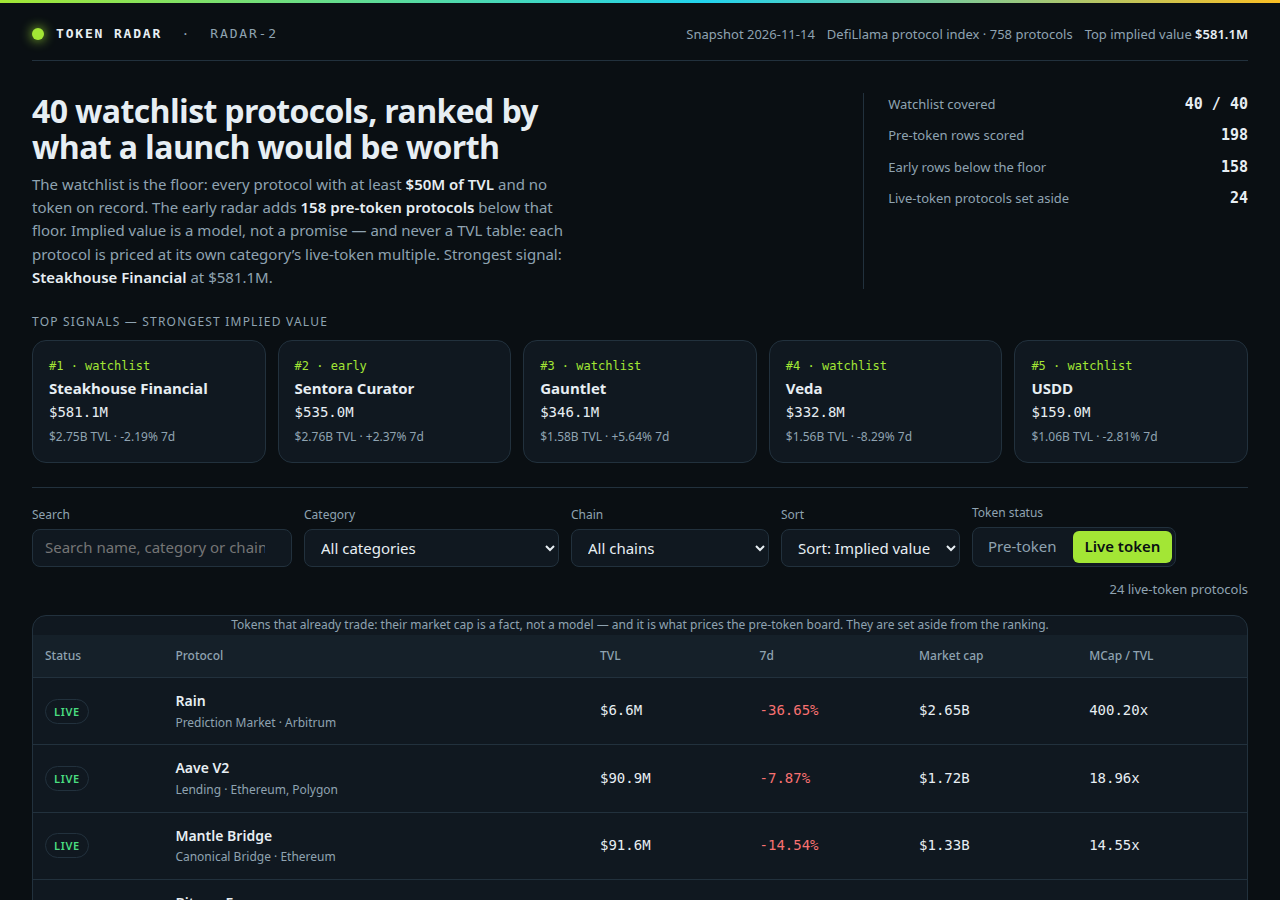 TOKEN RADAR · RADAR-2
Snapshot 2026-11-14 DefiLlama protocol index · 758 protocols Top implied value $581.1M
40 watchlist protocols, ranked by
what a launch would be worth
The watchlist is the floor: every protocol with at least $50M of TVL and no
token on record. The early radar adds 158 pre-token protocols below that
floor. Implied value is a model, not a promise — and never a TVL table: each
protocol is priced at its own category's live-token multiple. Strongest signal:
Steakhouse Financial at $581.1M.
Watchlist covered 40 / 40
Pre-token rows scored 198
Early rows below the floor 158
Live-token protocols set aside 24
TOP SIGNALS — STRONGEST IMPLIED VALUE
#1 · watchlist
Steakhouse Financial
$581.1M
$2.75B TVL · -2.19% 7d
#2 · early
Sentora Curator
$535.0M
$2.76B TVL · +2.37% 7d
#3 · watchlist
Gauntlet
$346.1M
$1.58B TVL · +5.64% 7d
#4 · watchlist
Veda
$332.8M
$1.56B TVL · -8.29% 7d
#5 · watchlist
USDD
$159.0M
$1.06B TVL · -2.81% 7d
Search
Search name, category or chain
Category
All categories
Chain
All chains
Sort
Sort: Implied value
Token status
Pre-token Live token
24 live-token protocols
Tokens that already trade: their market cap is a fact, not a model — and it is what prices the pre-token board. They are set aside from the ranking.
Status Protocol TVL 7d Market cap MCap / TVL
LIVE Rain $6.6M -36.65% $2.65B 400.20x
Prediction Market · Arbitrum
LIVE Aave V2 $90.9M -7.87% $1.72B 18.96x
Lending · Ethereum, Polygon
LIVE Mantle Bridge $91.6M -14.54% $1.33B 14.55x
Canonical Bridge · Ethereum